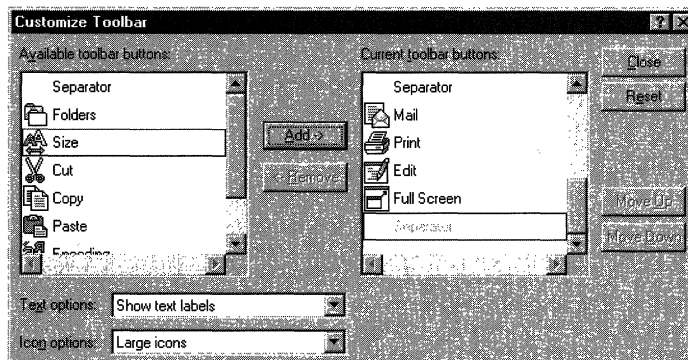 Customize Toolbar
Available toolbar buttons:
Separator
Folders
Size
Cut
Copy
Paste
Encoding
Add ->
<- Remove
Current toolbar buttons:
Separator
Mail
Print
Edit
Full Screen
Separator
Close
Reset
Move Up
Move Down
Text options: Show text labels
Icon options: Large icons